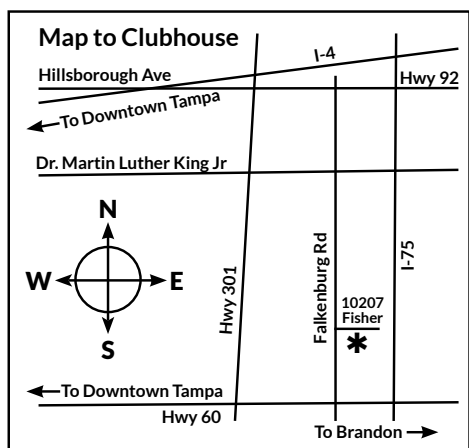 Map to Clubhouse
I-4
Hillsborough Ave
Hwy 92
To Downtown Tampa
Dr. Martin Luther King Jr
N
W
E
S
Hwy 301
Falkenburg Rd
I-75
10207
Fisher
*
To Downtown Tampa
Hwy 60
To Brandon